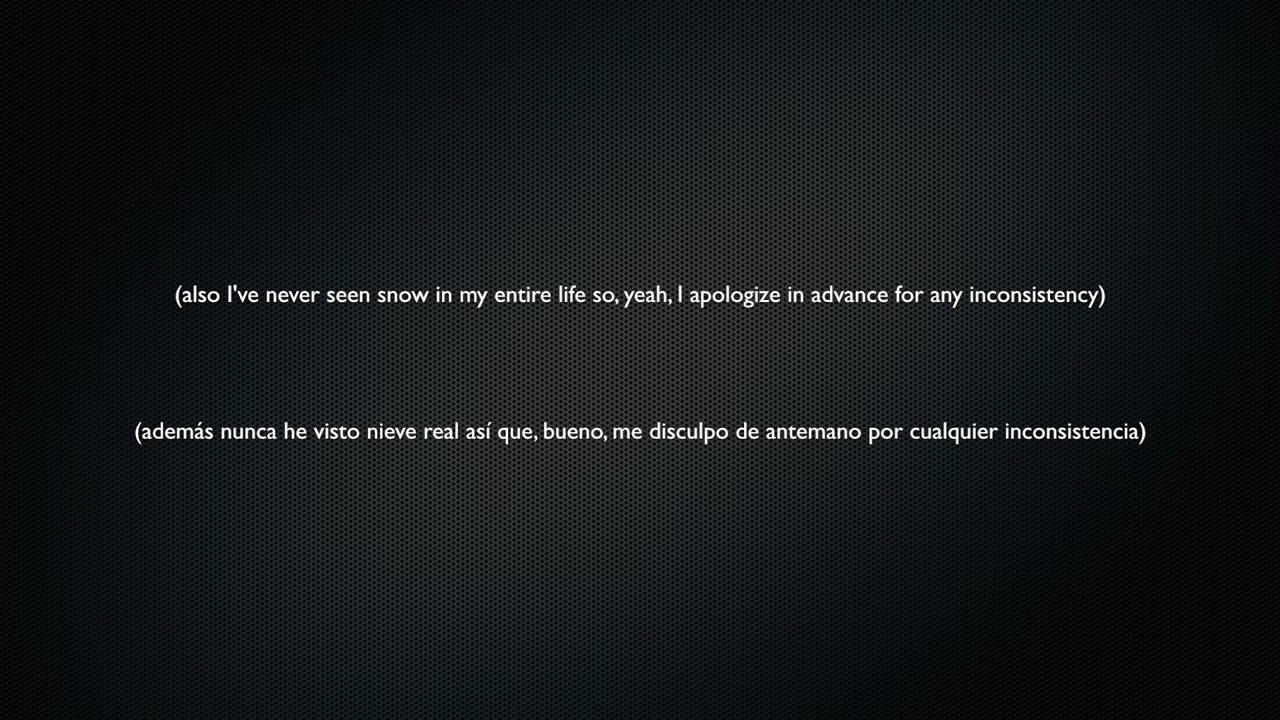 (also I've never seen snow in my entire life so, yeah, I apologize in advance for any inconsistency)
(además nunca he visto nieve real así que, bueno, me disculpo de antemano por cualquier inconsistencia)